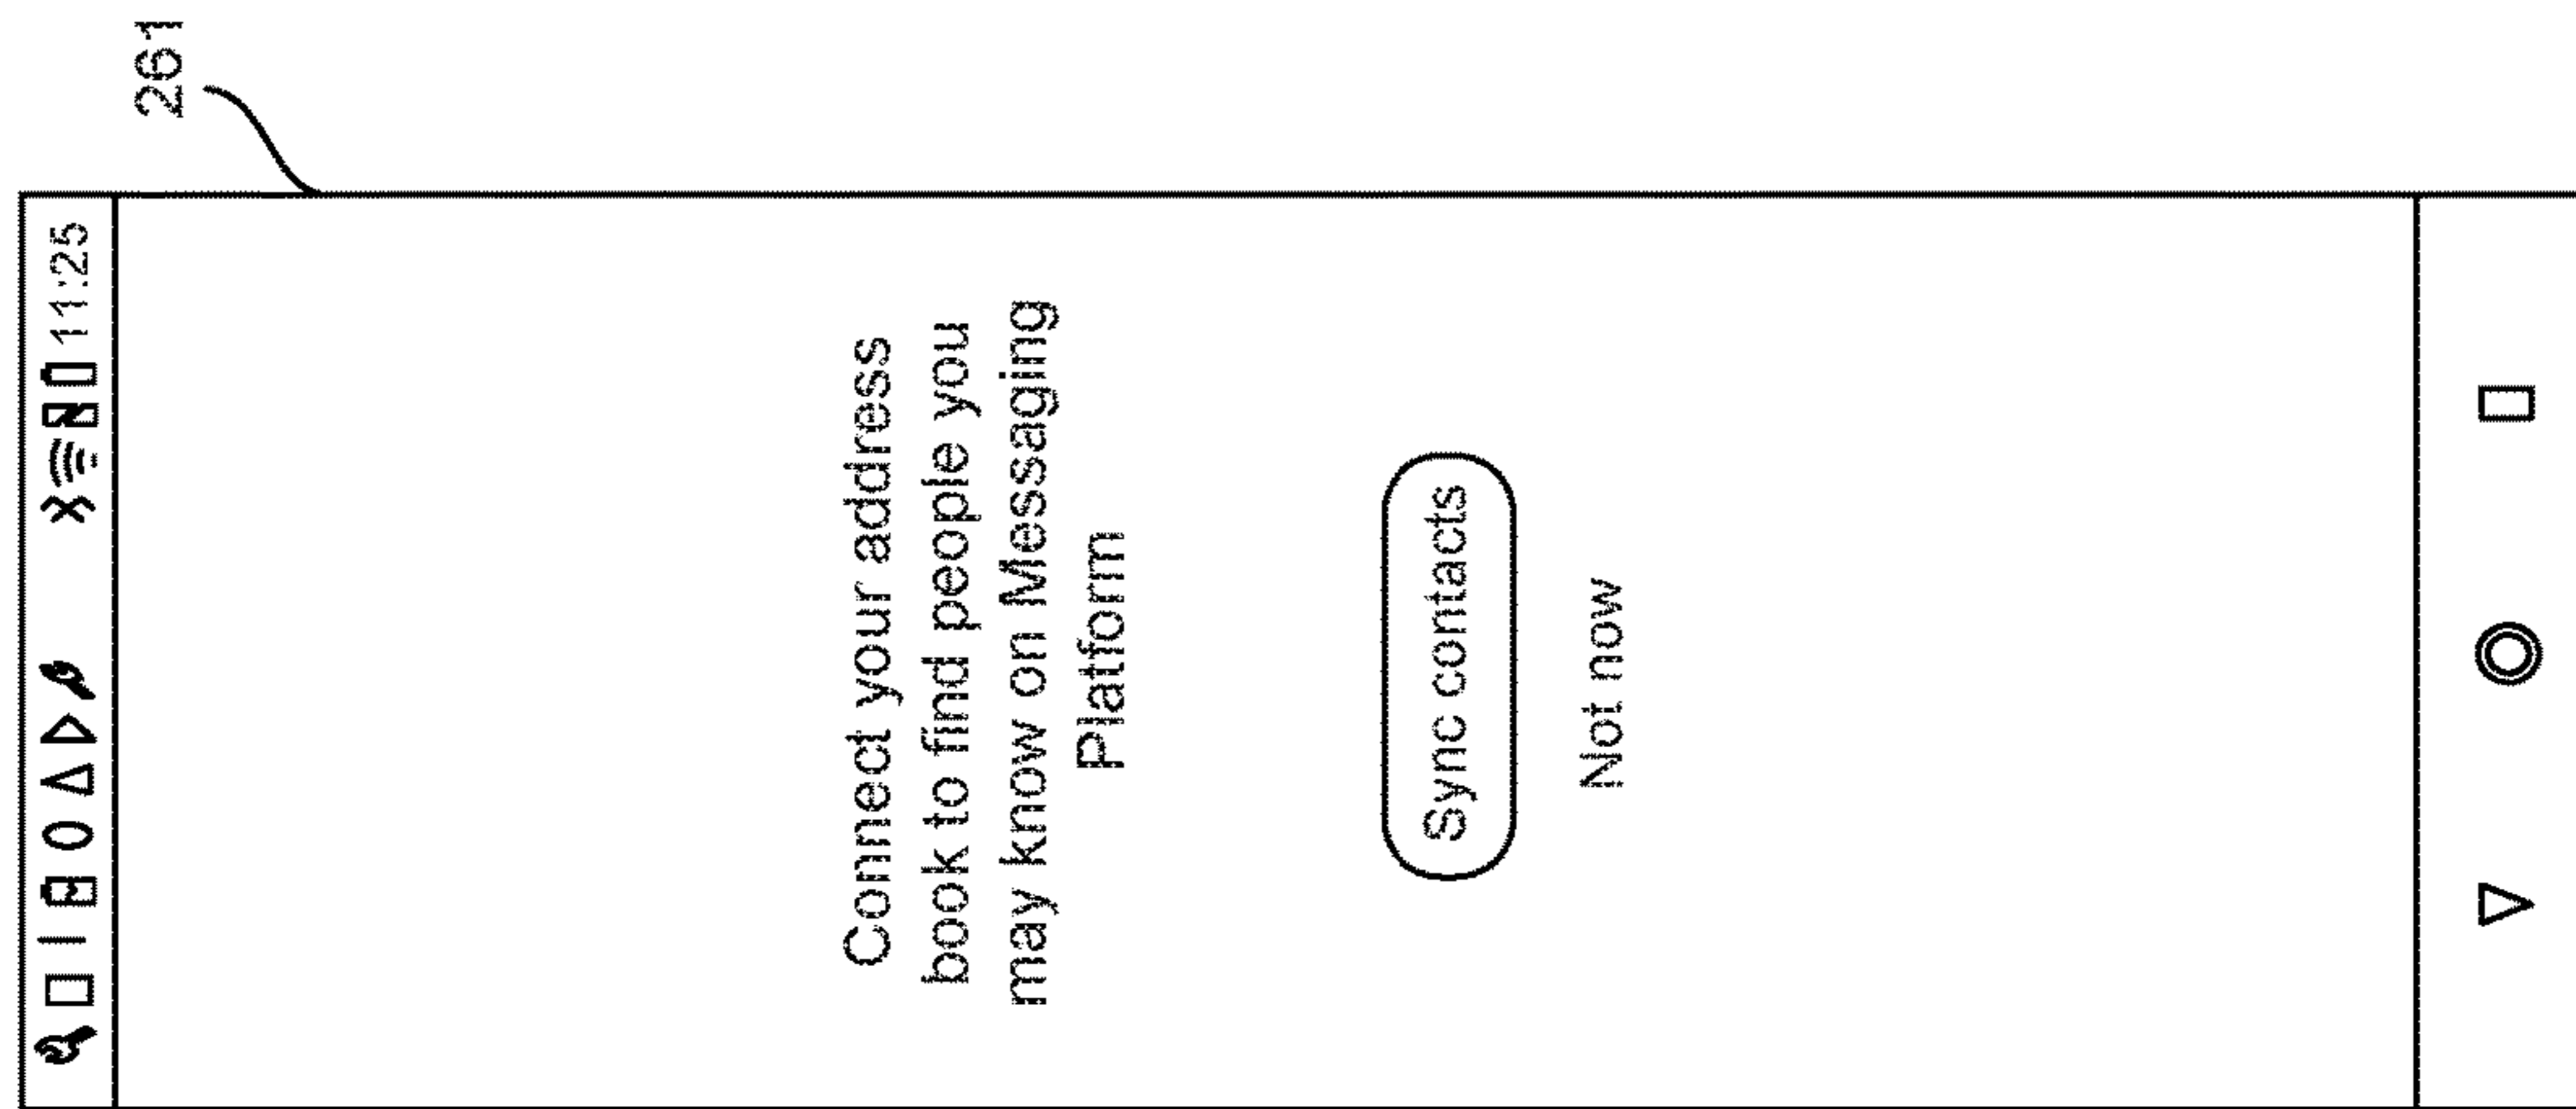 261
11:25
Connect your address
book to find people you
may know on Messaging
Platform
Sync contacts
Not now